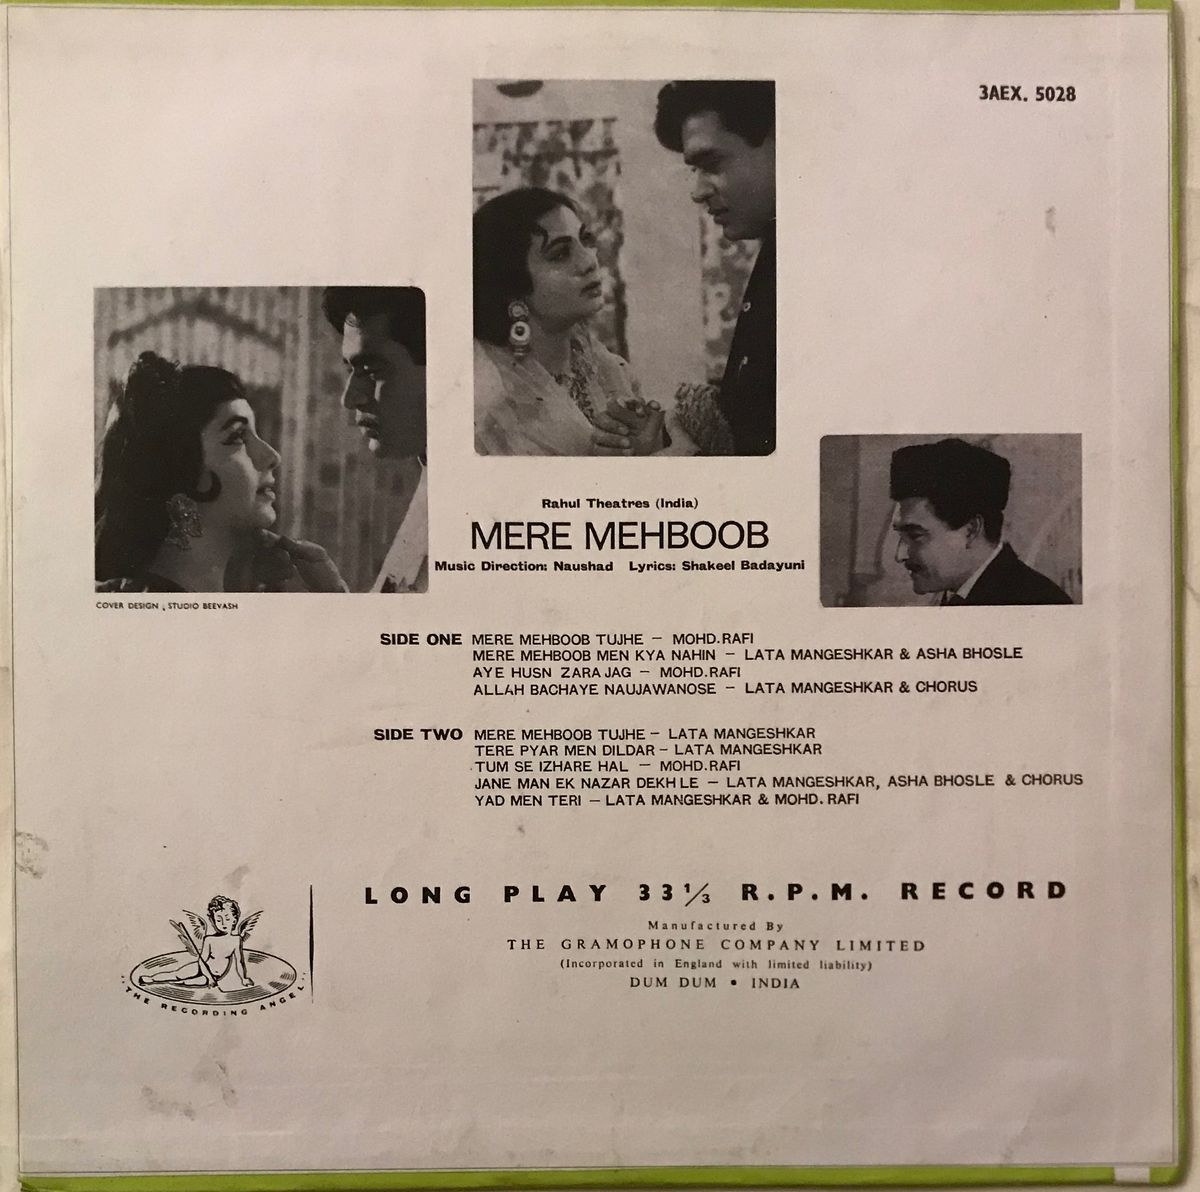 3AEX. 5028
Rahul Theatres (India)
MERE MEHBOOB
Music Direction: Naushad Lyrics: Shakeel Badayuni
COVER DESIGN , STUDIO BEEVASH
SIDE ONE MERE MEHBOOB TUJHE – MOHD.RAFI
MERE MEHBOOB MEN KYA NAHIN – LATA MANGESHKAR & ASHA BHOSLE
AYE HUSN ZARA JAG – MOHD.RAFI
ALLAH BACHAYE NAUJAWANOSE – LATA MANGESHKAR & CHORUS
SIDE TWO MERE MEHBOOB TUJHE – LATA MANGESHKAR
TERE PYAR MEN DILDAR – LATA MANGESHKAR
TUM SE IZHARE HAL – MOHD.RAFI
JANE MAN EK NAZAR DEKH LE – LATA MANGESHKAR, ASHA BHOSLE & CHORUS
YAD MEN TERI – LATA MANGESHKAR & MOHD. RAFI
LONG PLAY 33⅓ R.P.M. RECORD
Manufactured By
THE GRAMOPHONE COMPANY LIMITED
(Incorporated in England with limited liability)
DUM DUM • INDIA
"THE RECORDING ANGEL"